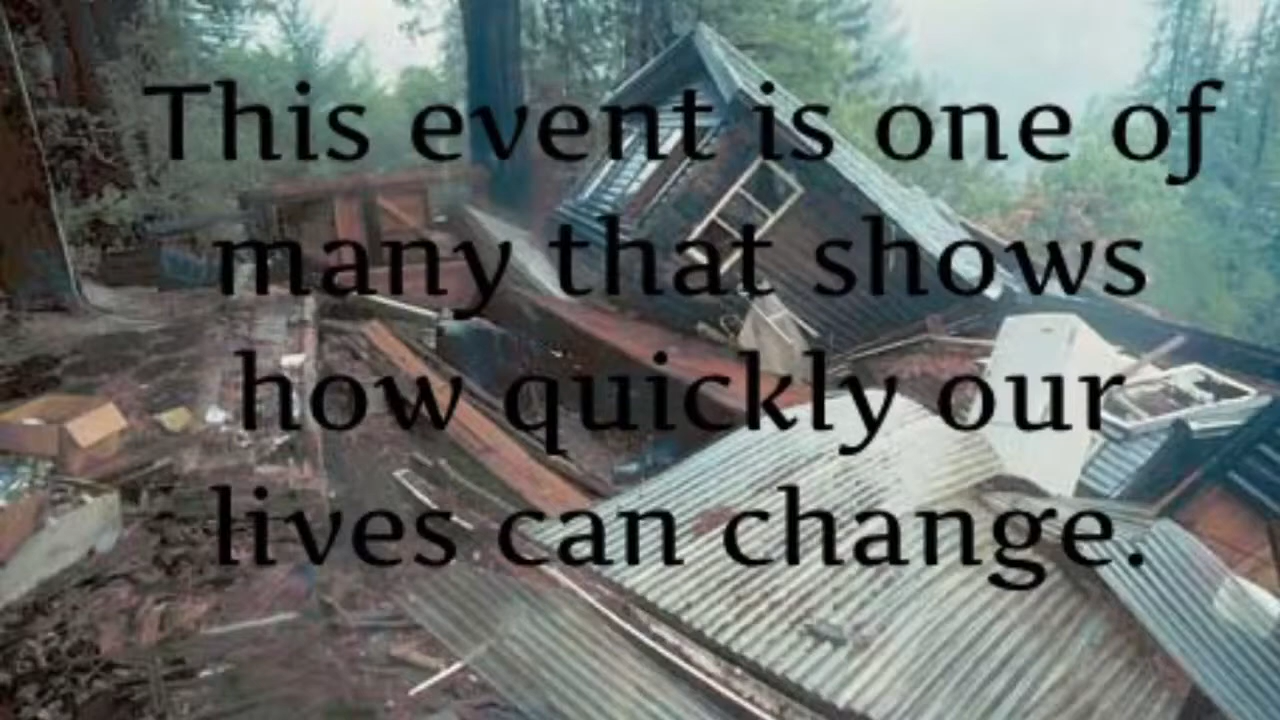 This event is one of
many that shows
how quickly our
lives can change.